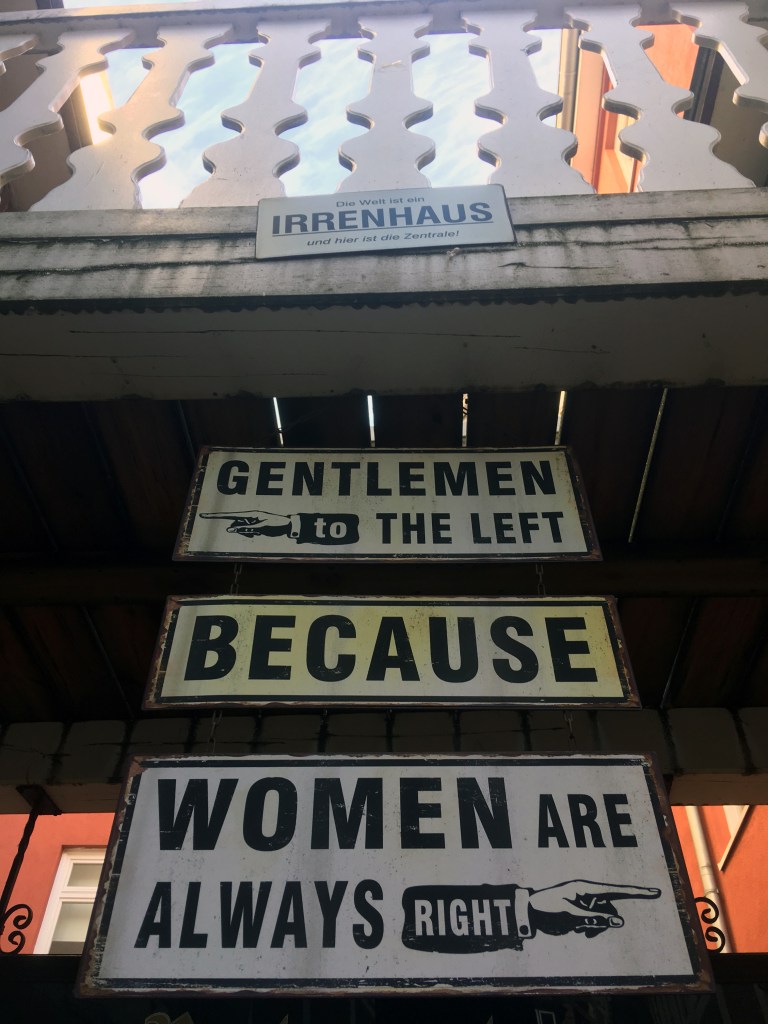 Die Welt ist ein
IRRENHAUS
und hier ist die Zentrale!
GENTLEMEN
to THE LEFT
BECAUSE
WOMEN ARE
ALWAYS RIGHT